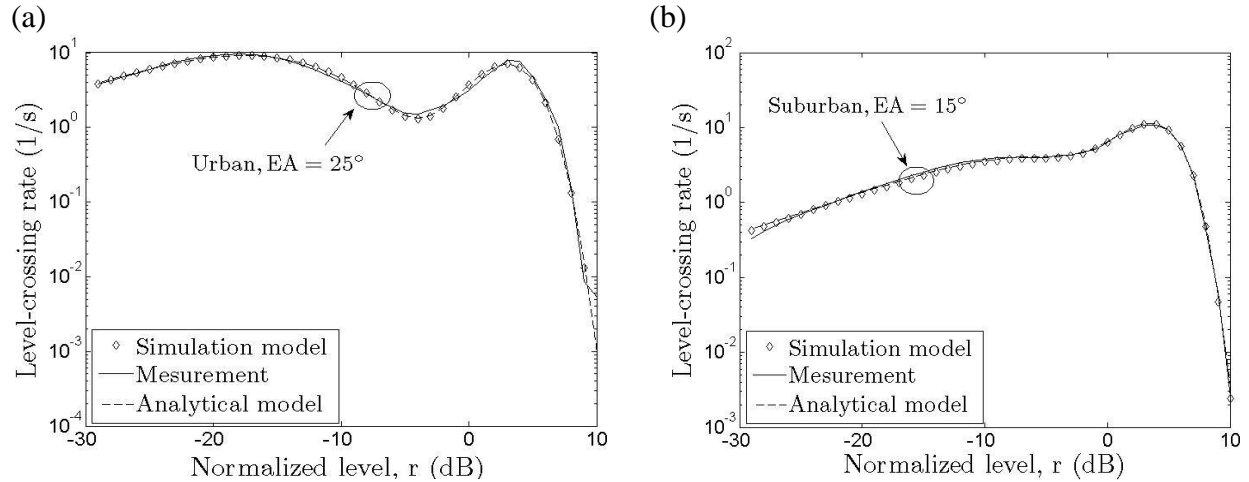 (a)
Level-crossing rate (1/s)
10^1
10^0
10^-1
10^-2
10^-3
10^-4
Urban, EA = 25°
Simulation model
Mesurement
Analytical model
-30 -20 -10 0 10
Normalized level, r (dB)
(b)
Level-crossing rate (1/s)
10^2
10^1
10^0
10^-1
10^-2
10^-3
Suburban, EA = 15°
Simulation model
Mesurement
Analytical model
-30 -20 -10 0 10
Normalized level, r (dB)